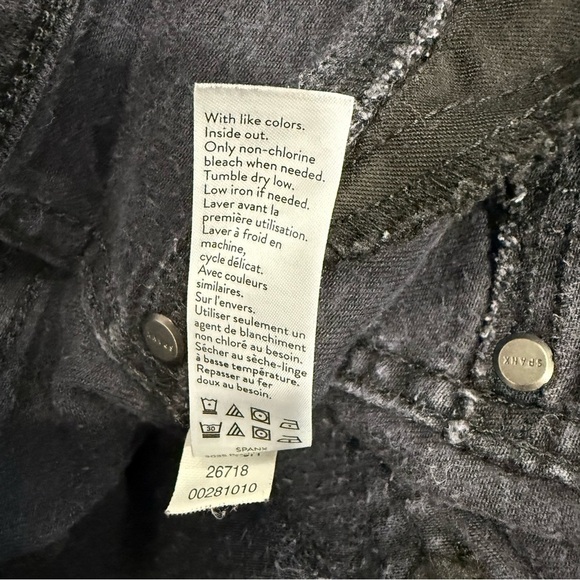 With like colors.
Inside out.
Only non-chlorine
bleach when needed.
Tumble dry low.
Low iron if needed.
Laver avant la
première utilisation.
Laver à froid en
machine,
cycle délicat.
Avec couleurs
similaires.
Sur l'envers.
Utiliser seulement un
agent de blanchiment
non chloré au besoin.
Sécher au sèche-linge
à basse température.
Repasser au fer
doux au besoin.
30
SPANX
26718
00281010
SPANX
SPANX